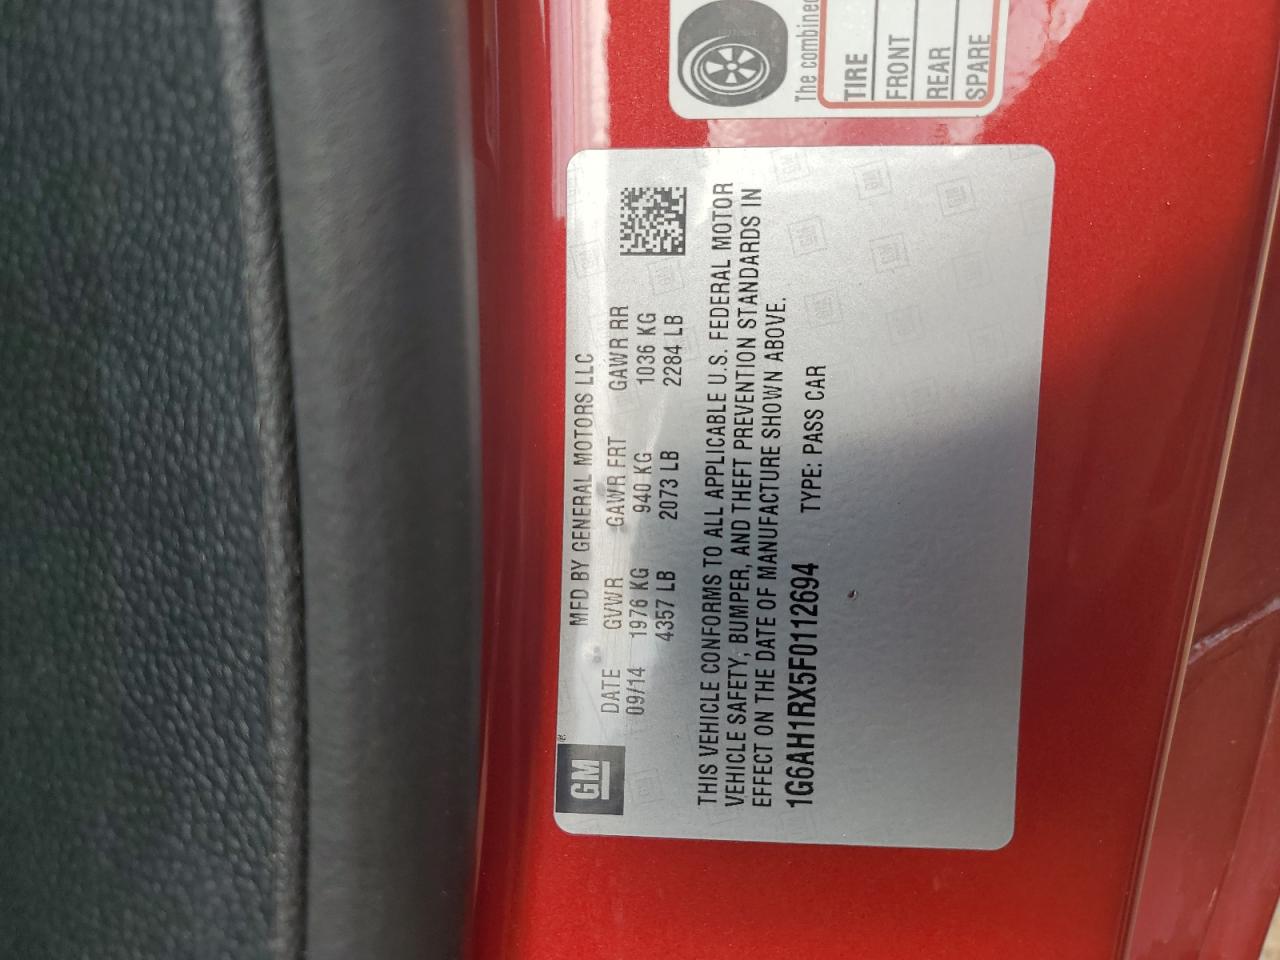 GM
MFD BY GENERAL MOTORS LLC
DATE GVWR GAWR FRT GAWR RR
09/14 1976 KG 940 KG 1036 KG
4357 LB 2073 LB 2284 LB
THIS VEHICLE CONFORMS TO ALL APPLICABLE U.S. FEDERAL MOTOR
VEHICLE SAFETY, BUMPER, AND THEFT PREVENTION STANDARDS IN
EFFECT ON THE DATE OF MANUFACTURE SHOWN ABOVE.
1G6AH1RX5F0112694 TYPE: PASS CAR
The combined
TIRE
FRONT
REAR
SPARE